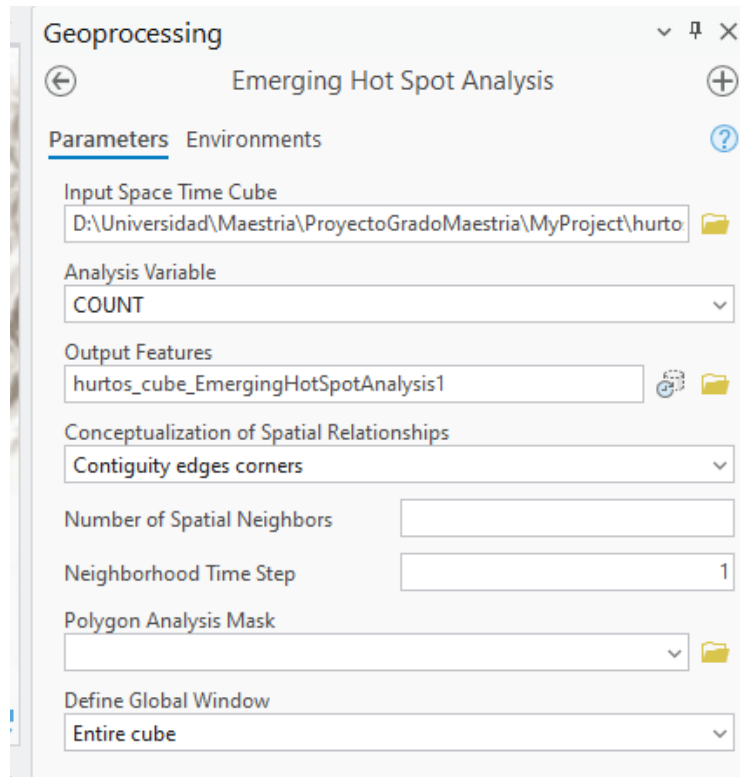 Geoprocessing
Emerging Hot Spot Analysis
Parameters Environments
Input Space Time Cube
D:\Universidad\Maestria\ProyectoGradoMaestria\MyProject\hurto
Analysis Variable
COUNT
Output Features
hurtos_cube_EmergingHotSpotAnalysis1
Conceptualization of Spatial Relationships
Contiguity edges corners
Number of Spatial Neighbors
Neighborhood Time Step 1
Polygon Analysis Mask
Define Global Window
Entire cube